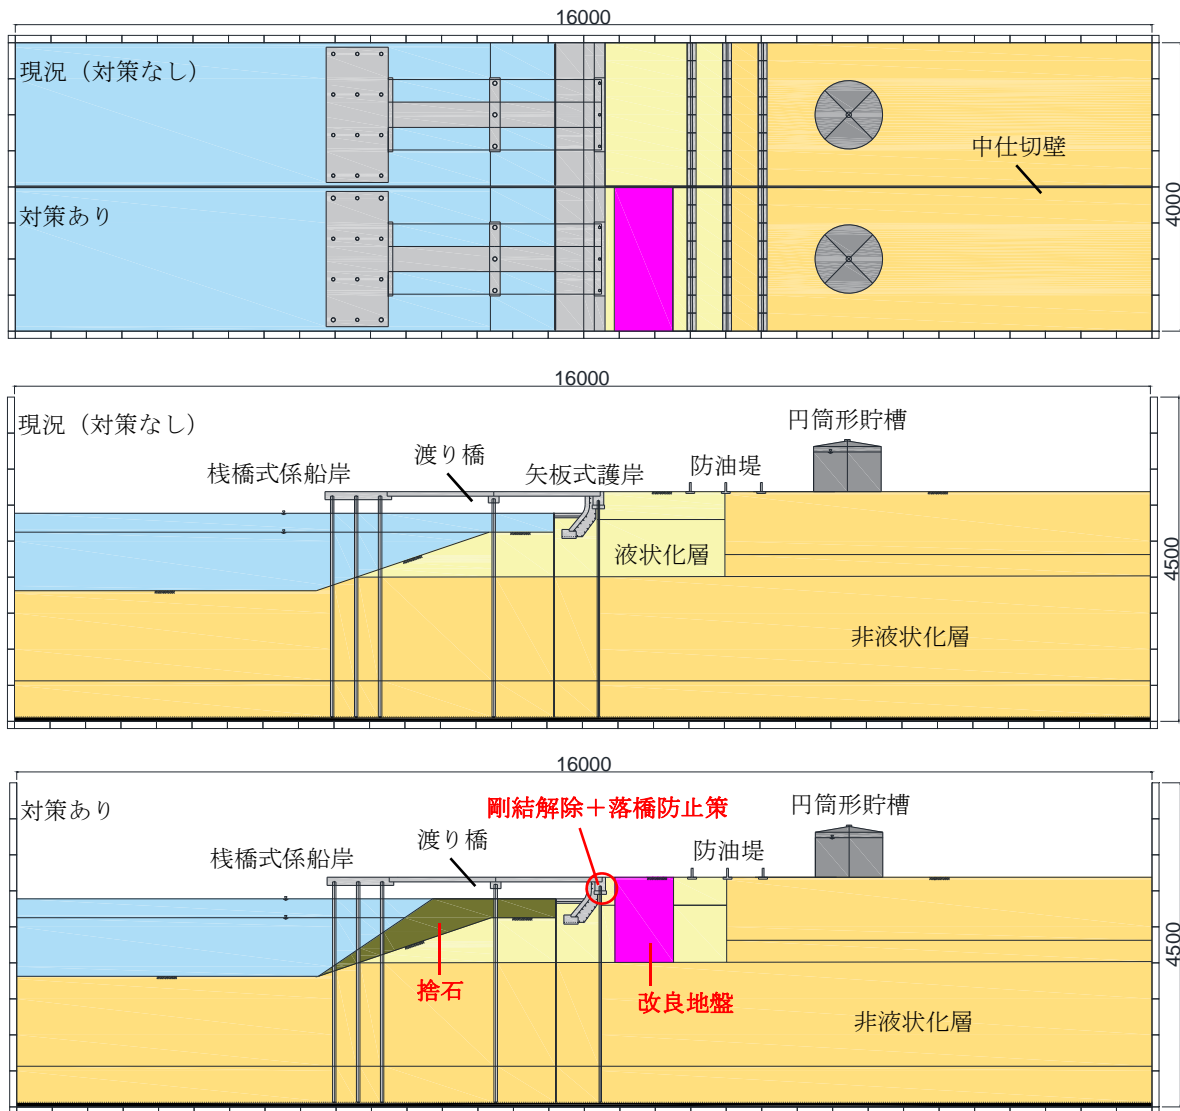 16000
現況（対策なし）
中仕切壁
対策あり
4000
16000
現況（対策なし）
円筒形貯槽
桟橋式係船岸
渡り橋
矢板式護岸
防油堤
液状化層
4500
非液状化層
16000
対策あり
剛結解除＋落橋防止策
円筒形貯槽
桟橋式係船岸
渡り橋
防油堤
4500
捨石
改良地盤
非液状化層